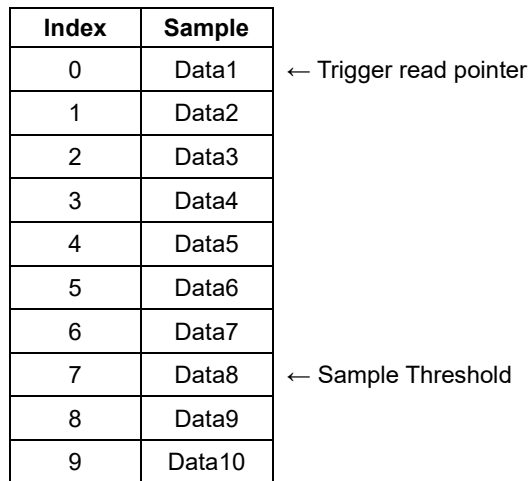 Index Sample
0 Data1 ← Trigger read pointer
1 Data2
2 Data3
3 Data4
4 Data5
5 Data6
6 Data7
7 Data8 ← Sample Threshold
8 Data9
9 Data10